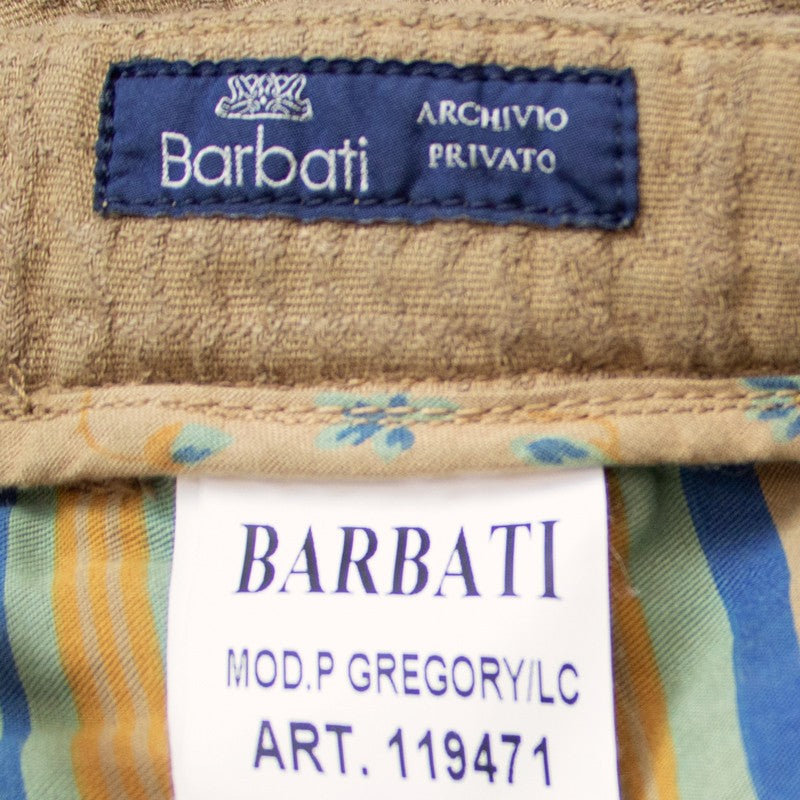 Barbati
ARCHIVIO
PRIVATO
BARBATI
MOD.P GREGORY/LC
ART. 119471